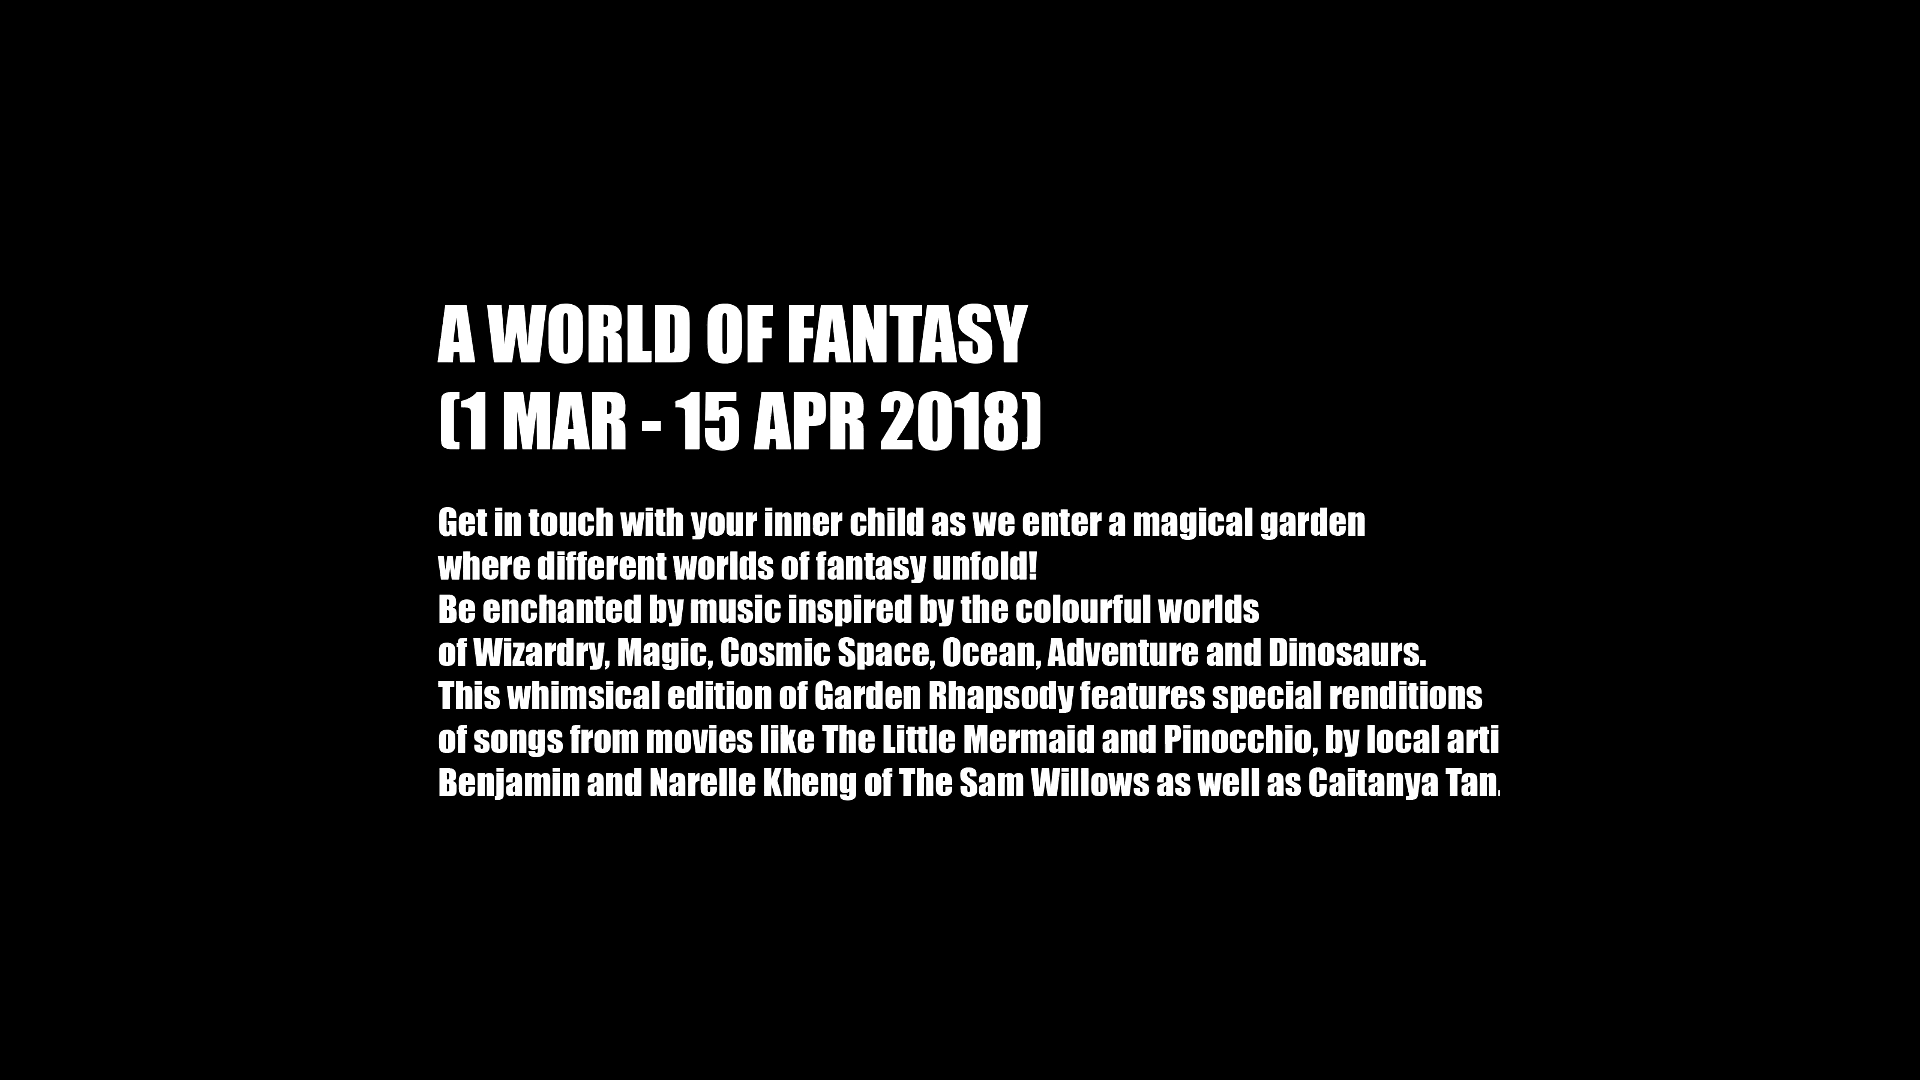 A WORLD OF FANTASY
(1 MAR - 15 APR 2018)
Get in touch with your inner child as we enter a magical garden
where different worlds of fantasy unfold!
Be enchanted by music inspired by the colourful worlds
of Wizardry, Magic, Cosmic Space, Ocean, Adventure and Dinosaurs.
This whimsical edition of Garden Rhapsody features special renditions
of songs from movies like The Little Mermaid and Pinocchio, by local arti
Benjamin and Narelle Kheng of The Sam Willows as well as Caitanya Tan.